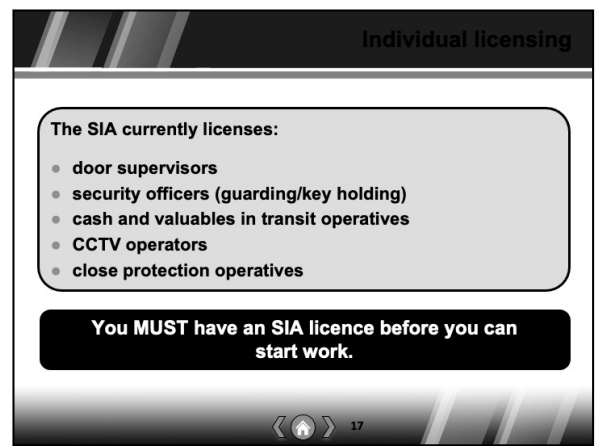 Individual licensing
The SIA currently licenses:
door supervisors
security officers (guarding/key holding)
cash and valuables in transit operatives
CCTV operators
close protection operatives
You MUST have an SIA licence before you can
start work.
17